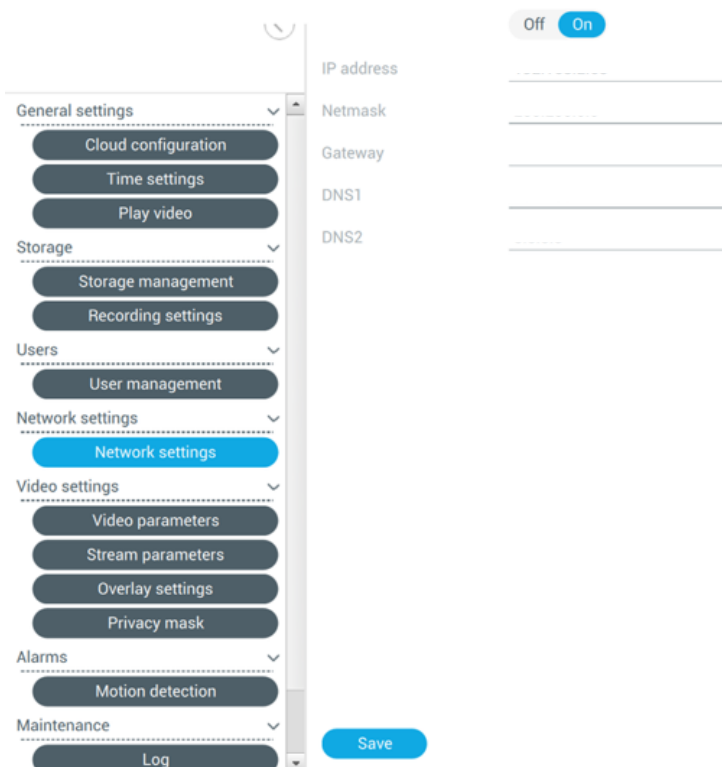 Off On
IP address
Netmask
Gateway
DNS1
DNS2
General settings
Cloud configuration
Time settings
Play video
Storage
Storage management
Recording settings
Users
User management
Network settings
Network settings
Video settings
Video parameters
Stream parameters
Overlay settings
Privacy mask
Alarms
Motion detection
Maintenance
Log
Save